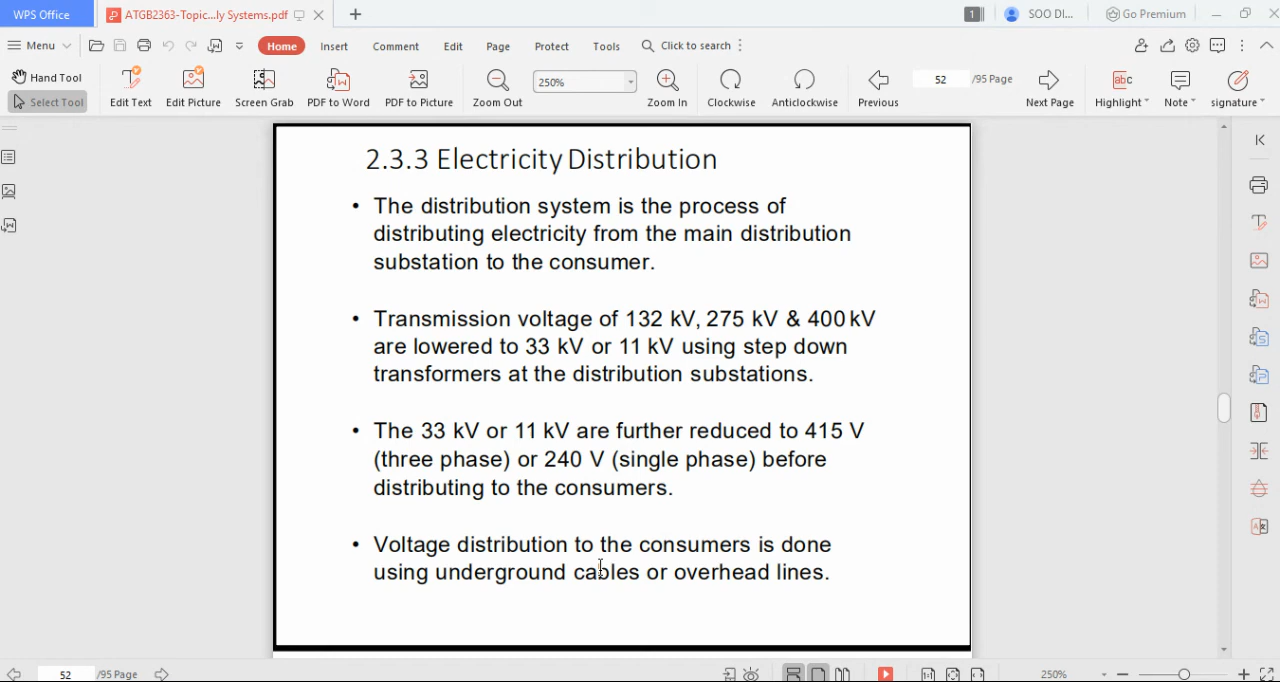 WPS Office
ATGB2363-Topic...ly Systems.pdf
1
SOO DI...
Go Premium
Menu
Home
Insert
Comment
Edit
Page
Protect
Tools
Click to search
Hand Tool
Select Tool
Edit Text
Edit Picture
Screen Grab
PDF to Word
PDF to Picture
Zoom Out
250%
Zoom In
Clockwise
Anticlockwise
Previous
52 /95 Page
Next Page
abc
Highlight
Note
signature
2.3.3 Electricity Distribution
• The distribution system is the process of
distributing electricity from the main distribution
substation to the consumer.
• Transmission voltage of 132 kV, 275 kV & 400 kV
are lowered to 33 kV or 11 kV using step down
transformers at the distribution substations.
• The 33 kV or 11 kV are further reduced to 415 V
(three phase) or 240 V (single phase) before
distributing to the consumers.
• Voltage distribution to the consumers is done
using underground cables or overhead lines.
52 /95 Page
250%